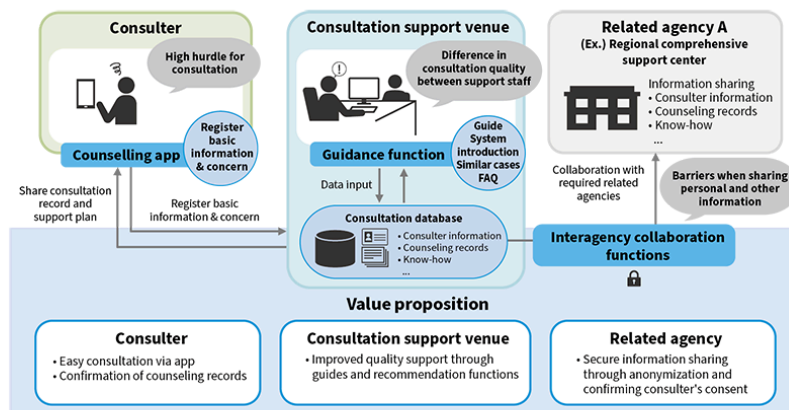 Consulter
High hurdle for
consultation
Register
basic
information
& concern
Counselling app
Share consultation
record and
support plan
Register basic
information & concern
Consultation support venue
Difference in
consultation quality
between support staff
Guide
System
introduction
Similar cases
FAQ
Guidance function
Data input
Consultation database
• Consulter information
• Counseling records
• Know-how
...
Related agency A
(Ex.) Regional comprehensive
support center
Information sharing
• Consulter information
• Counseling records
• Know-how
...
Collaboration with
required related
agencies
Barriers when sharing
personal and other
information
Interagency collaboration
functions
Value proposition
Consulter
• Easy consultation via app
• Confirmation of counseling records
Consultation support venue
• Improved quality support through
guides and recommendation functions
Related agency
• Secure information sharing
through anonymization and
confirming consulter's consent